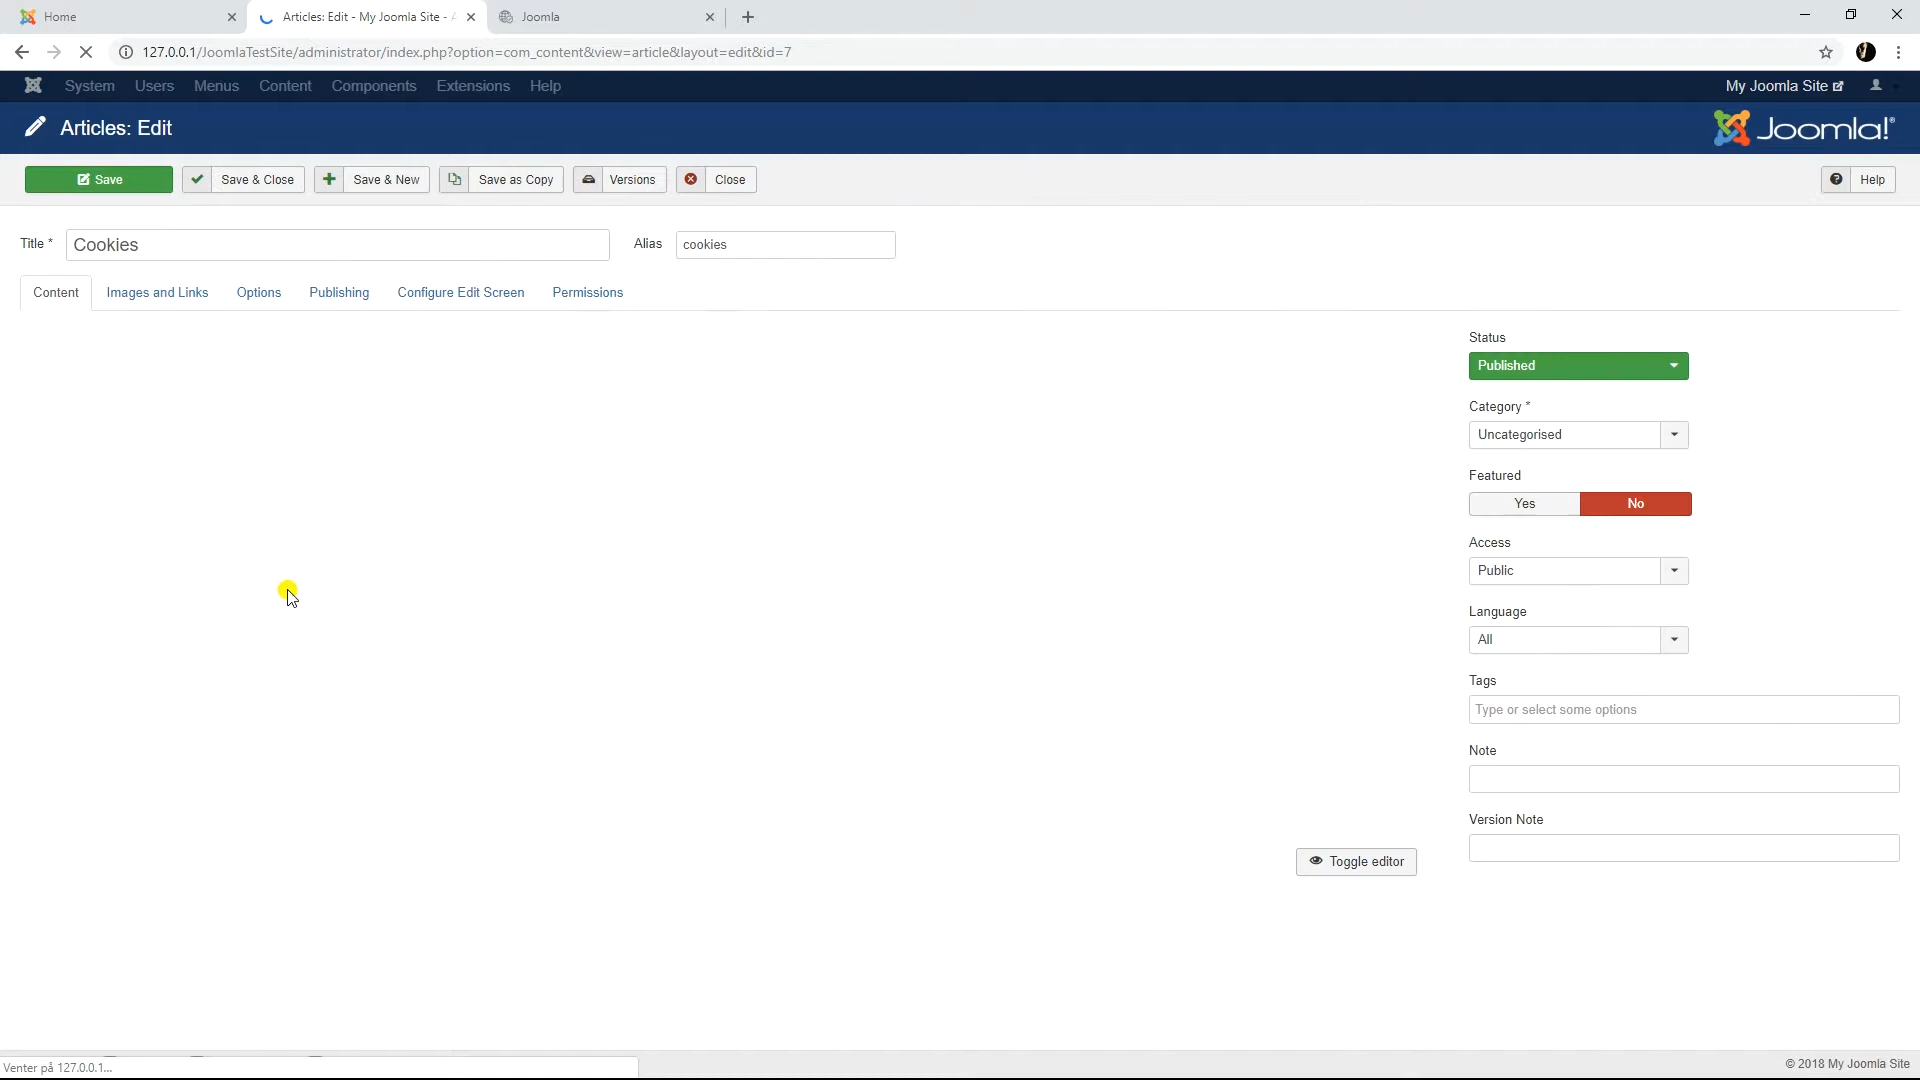 Home
Articles: Edit - My Joomla Site -
Joomla
127.0.0.1/JoomlaTestSite/administrator/index.php?option=com_content&view=article&layout=edit&id=7
System Users Menus Content Components Extensions Help My Joomla Site
Articles: Edit Joomla!®
Save Save & Close Save & New Save as Copy Versions Close Help
Title * Cookies Alias cookies
Content Images and Links Options Publishing Configure Edit Screen Permissions
Status
Published
Category *
Uncategorised
Featured
Yes No
Access
Public
Language
All
Tags
Type or select some options
Note
Version Note
Toggle editor
Venter på 127.0.0.1...
© 2018 My Joomla Site